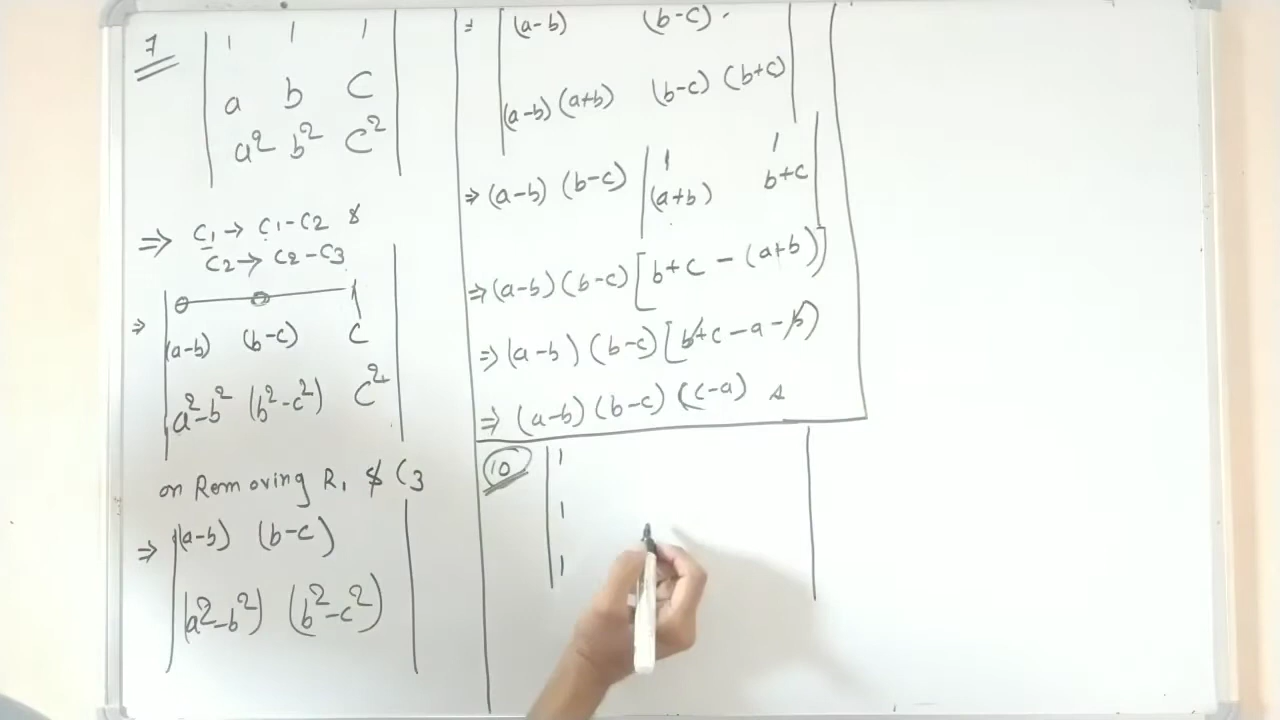 7
| 1 1 1 |
| a b c |
| a² b² c² |
⇒ C₁ → C₁-C₂ &
C₂ → C₂-C₃
⇒ | 0 0 1 |
| (a-b) (b-c) c |
| a²-b² (b²-c²) c² |
on Removing R₁ & C₃
⇒ | (a-b) (b-c) |
| (a²-b²) (b²-c²) |
= | (a-b) (b-c) |
| (a-b)(a+b) (b-c)(b+c) |
⇒ (a-b) (b-c) | 1 1 |
| (a+b) b+c |
⇒ (a-b)(b-c)[b+c - (a+b)]
⇒ (a-b)(b-c)[b+c-a-b)
⇒ (a-b)(b-c)(c-a)
10
| 1
1
1 |